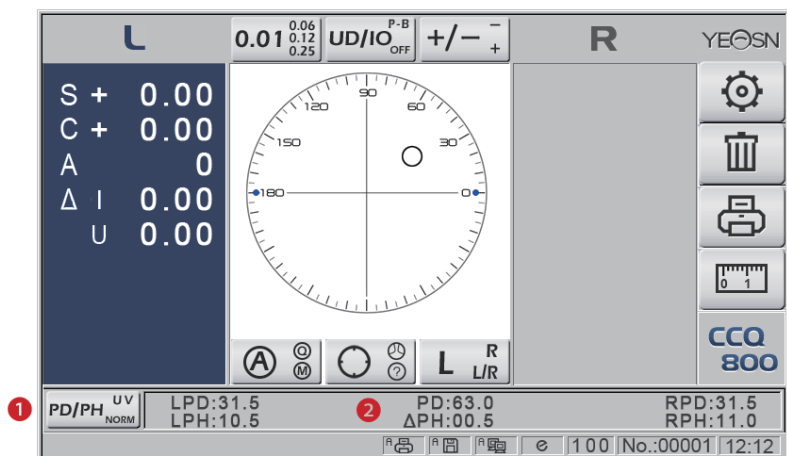 L
0.01 0.06 0.12 0.25
UD/IO P-B OFF
+/- - +
R
YEOSN
S + 0.00
C + 0.00
A 0
Δ I 0.00
U 0.00
90
120 60
150 30
180 0
0 1
A Q M
?
L R L/R
CCQ
800
1
PD/PH UV NORM
LPD:31.5 2 PD:63.0 RPD:31.5
LPH:10.5 ΔPH:00.5 RPH:11.0
A A A e 100 No.:00001 12:12